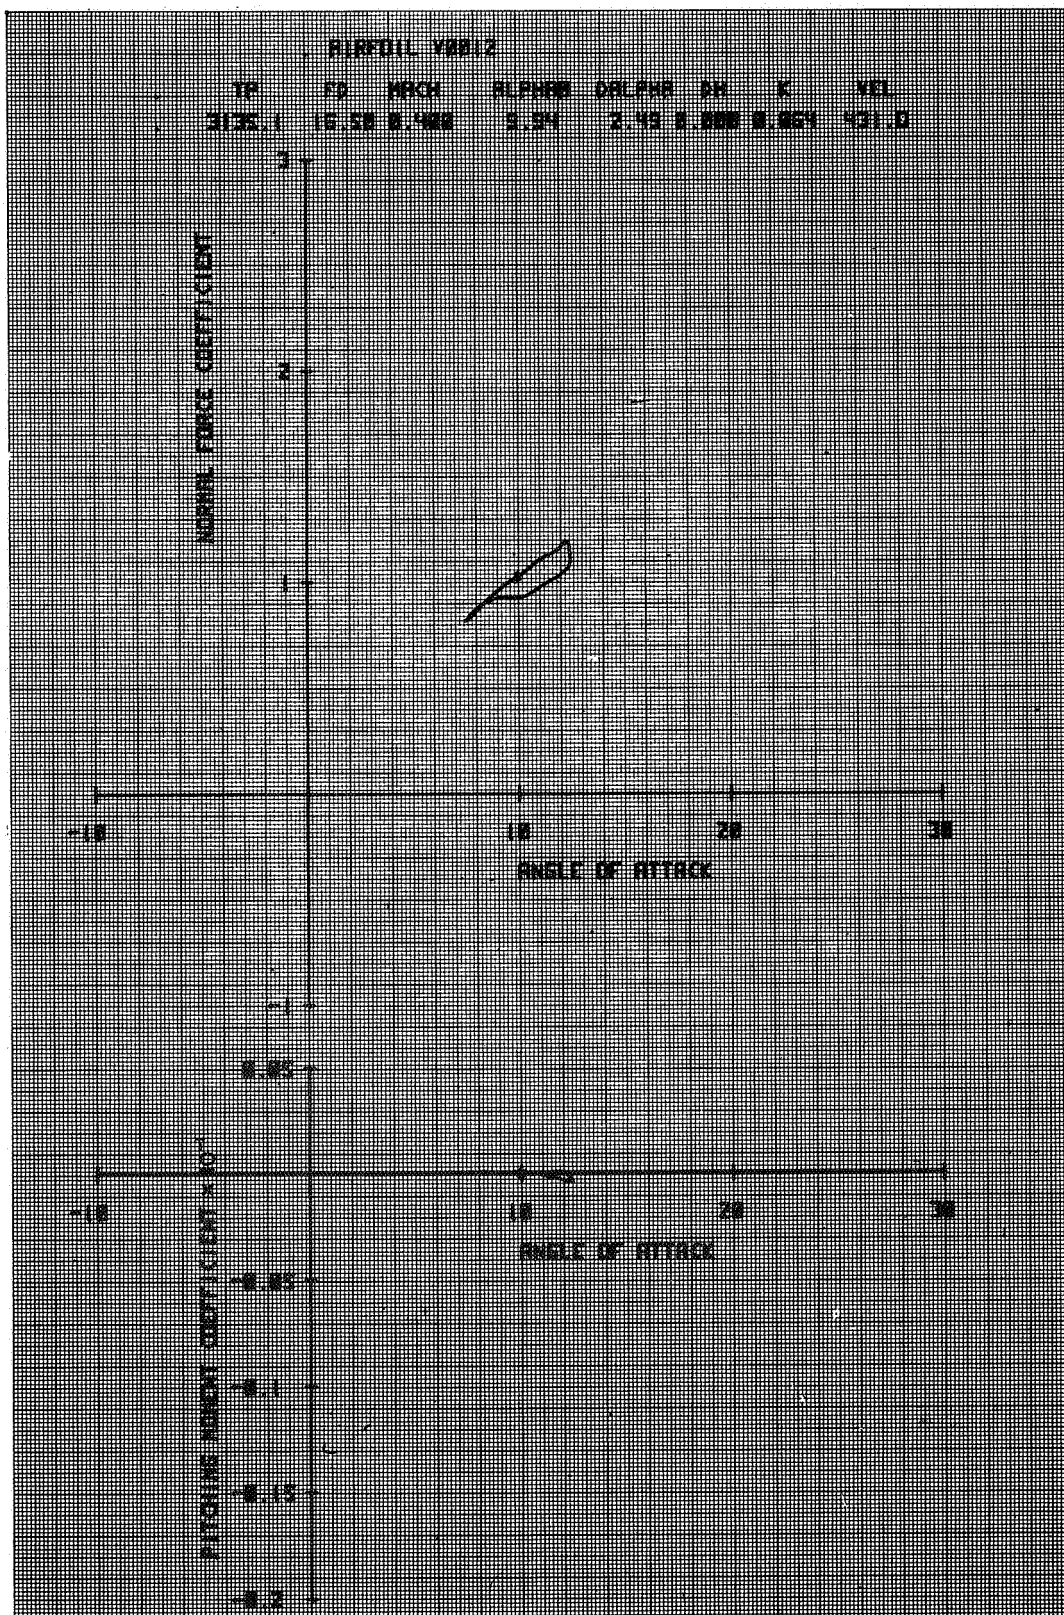 AIRFOIL V0012
TP FD MACH ALPHA0 DALPHA DH K VEL
3135.1 16.50 0.400 9.94 2.49 0.000 0.064 431.0
3
NORMAL FORCE COEFFICIENT
2
1
-10 10 20 30
ANGLE OF ATTACK
-1
0.05
PITCHING MOMENT COEFFICIENT × 10
-10 10 20 30
ANGLE OF ATTACK
-0.05
-0.1
-0.15
-0.2